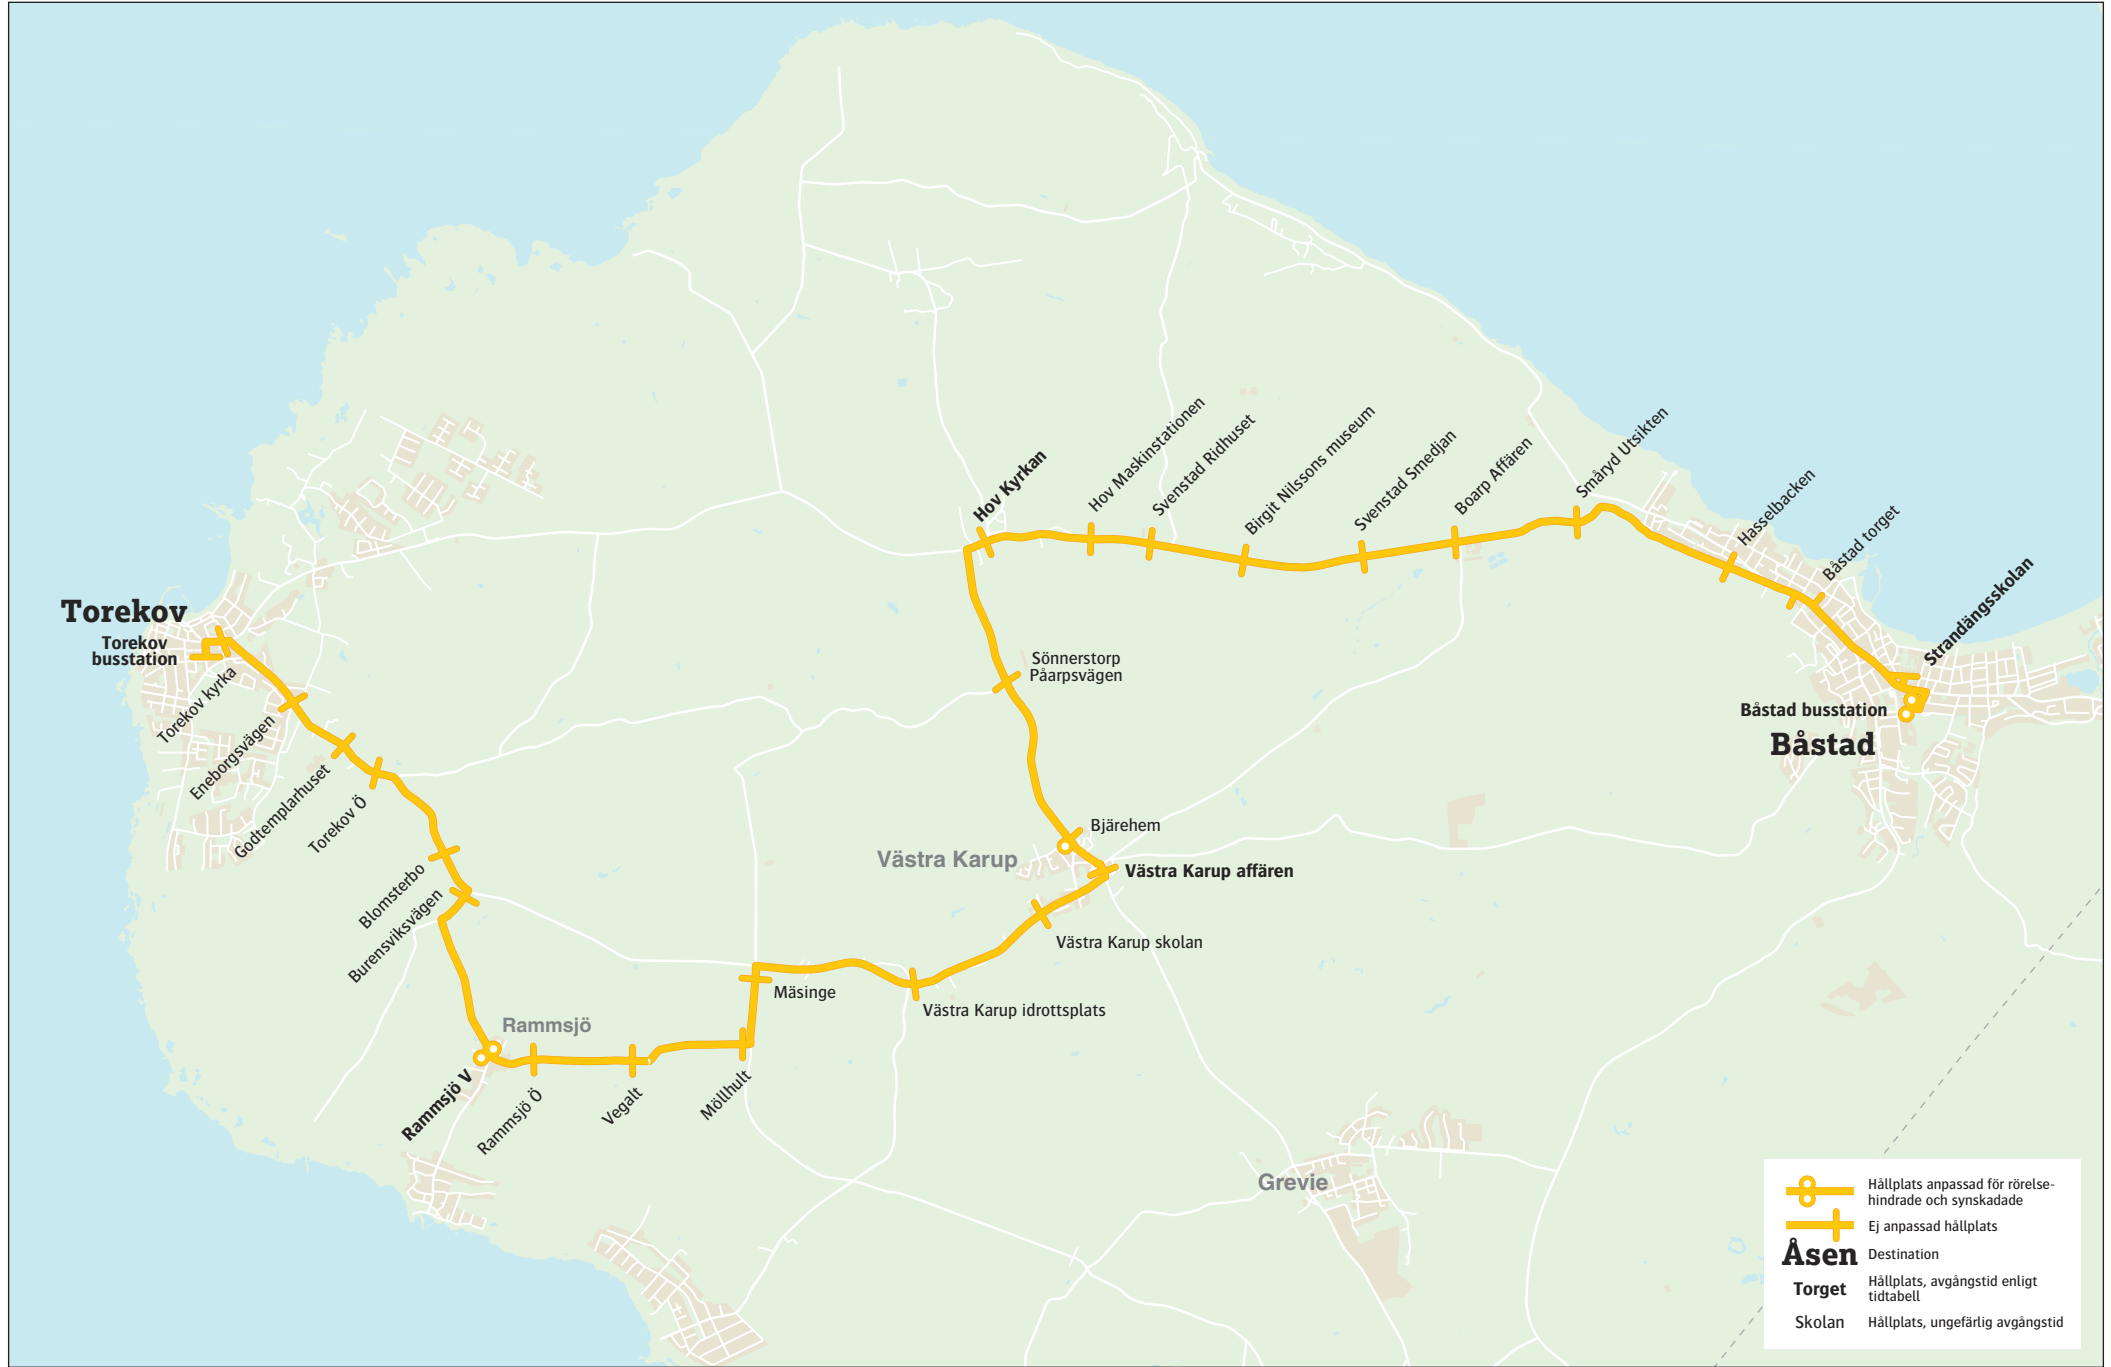 Torekov
Torekov
busstation
Torekov kyrka
Eneborgsvägen
Godtemplarhuset
Torekov Ö
Blomsterbo
Burensviksvägen
Rammsjö
Rammsjö V
Rammsjö Ö
Vegalt
Möllhult
Mäsinge
Västra Karup idrottsplats
Västra Karup skolan
Västra Karup affären
Västra Karup
Bjärehem
Sönnerstorp
Påarpsvägen
Hov Kyrkan
Hov Maskinstationen
Svenstad Ridhuset
Birgit Nilssons museum
Svenstad Smedjan
Boarp Affären
Småryd Utsikten
Hasselbacken
Båstad torget
Strandängsskolan
Båstad busstation
Båstad
Grevie
Hållplats anpassad för rörelse-
hindrade och synskadade
Ej anpassad hållplats
Åsen Destination
Torget Hållplats, avgångstid enligt
tidtabell
Skolan Hållplats, ungefärlig avgångstid